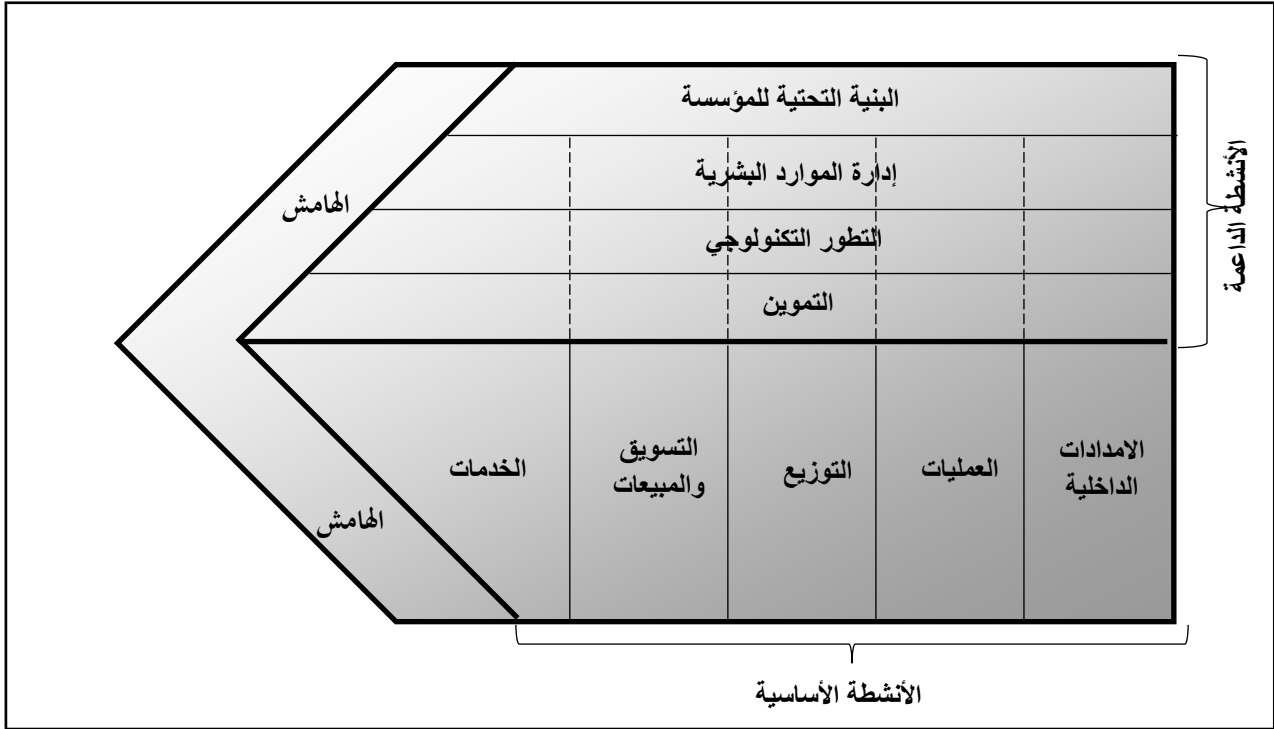 البنية التحتية للمؤسسة
إدارة الموارد البشرية
التطور التكنولوجي
التموين
الأنشطة الداعمة
الهامش
الامدادات
الداخلية
العمليات
التوزيع
التسويق
والمبيعات
الخدمات
الهامش
الأنشطة الأساسية